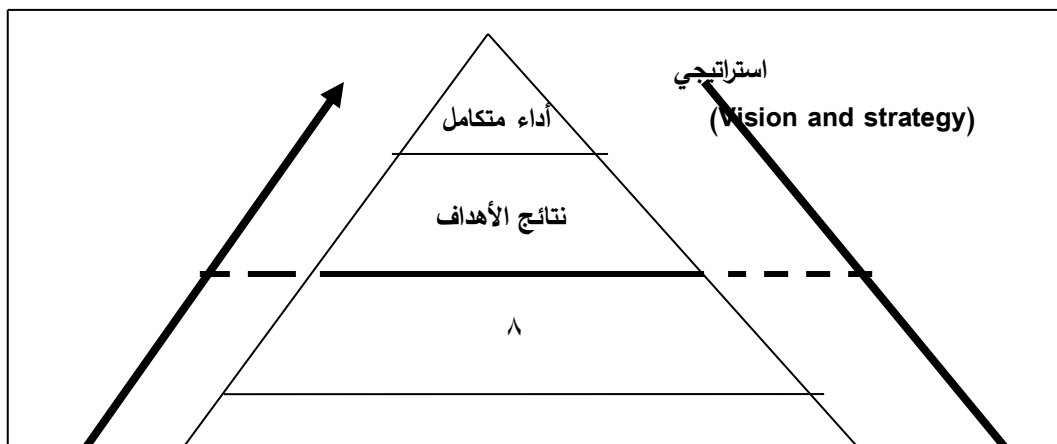 استراتيجي
(Vision and strategy)
أداء متكامل
نتائج الأهداف
٨